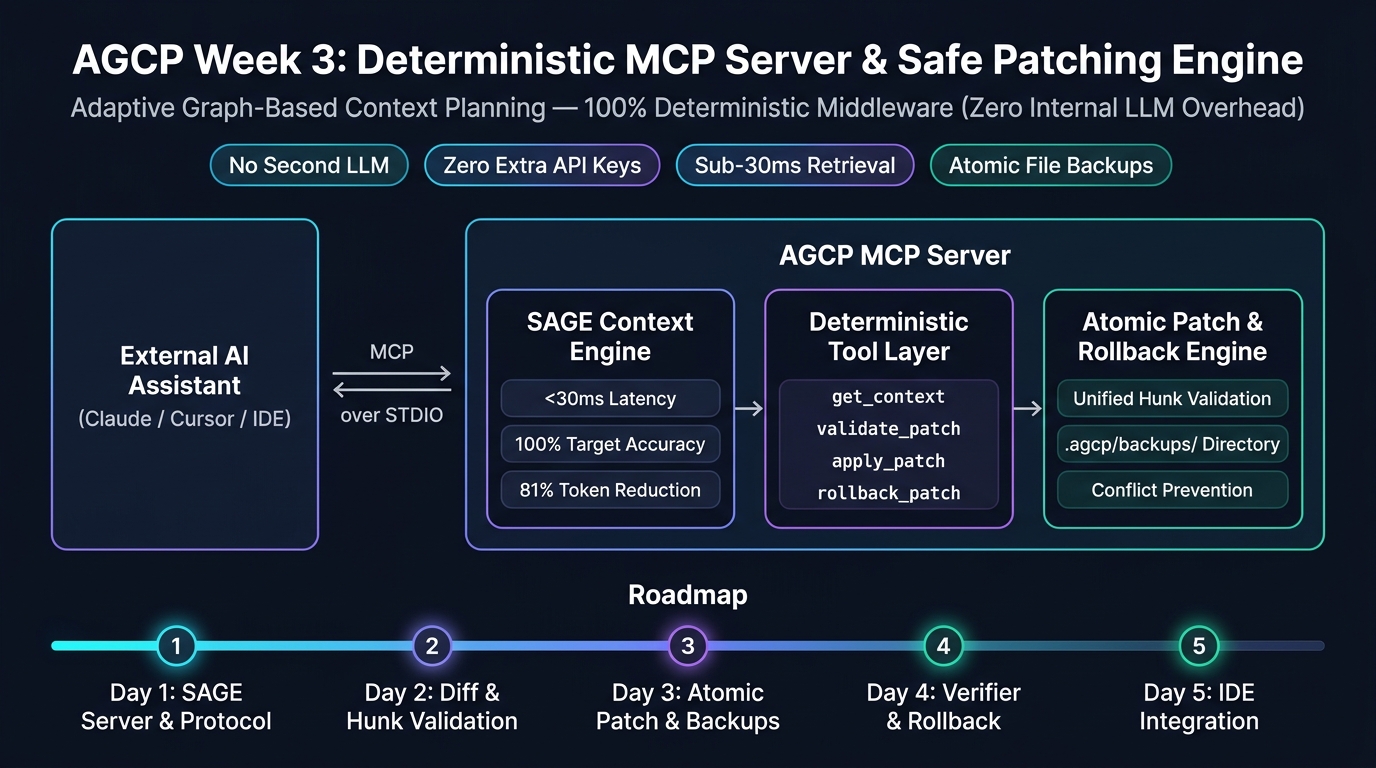 AGCP Week 3: Deterministic MCP Server & Safe Patching Engine
Adaptive Graph-Based Context Planning — 100% Deterministic Middleware (Zero Internal LLM Overhead)
No Second LLM
Zero Extra API Keys
Sub-30ms Retrieval
Atomic File Backups
External AI
Assistant
(Claude / Cursor / IDE)
MCP
over STDIO
AGCP MCP Server
SAGE Context
Engine
<30ms Latency
100% Target Accuracy
81% Token Reduction
Deterministic
Tool Layer
get_context
validate_patch
apply_patch
rollback_patch
Atomic Patch &
Rollback Engine
Unified Hunk Validation
.agcp/backups/ Directory
Conflict Prevention
Roadmap
1
Day 1: SAGE
Server & Protocol
2
Day 2: Diff &
Hunk Validation
3
Day 3: Atomic
Patch & Backups
4
Day 4: Verifier
& Rollback
5
Day 5: IDE
Integration